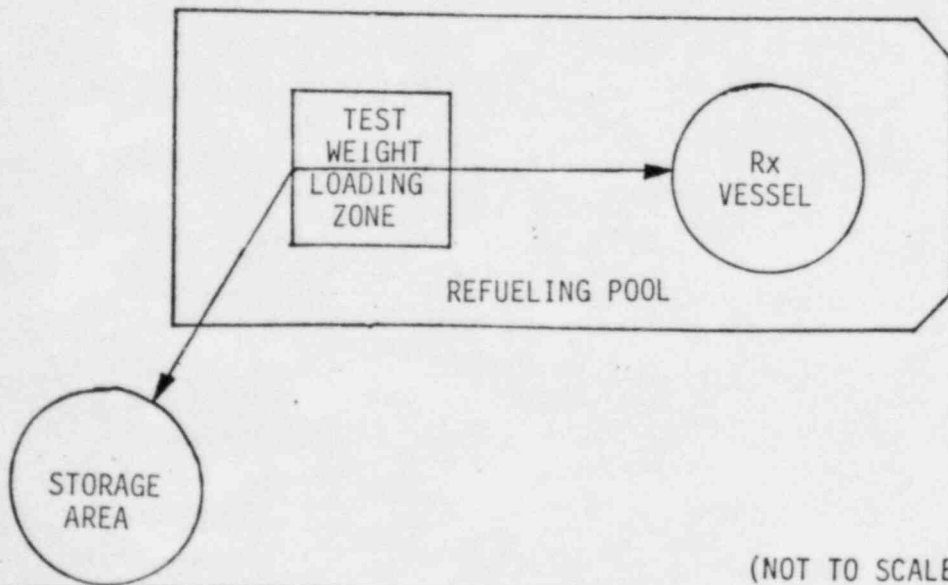 TEST
WEIGHT
LOADING
ZONE
Rx
VESSEL
REFUELING POOL
STORAGE
AREA
(NOT TO SCALE